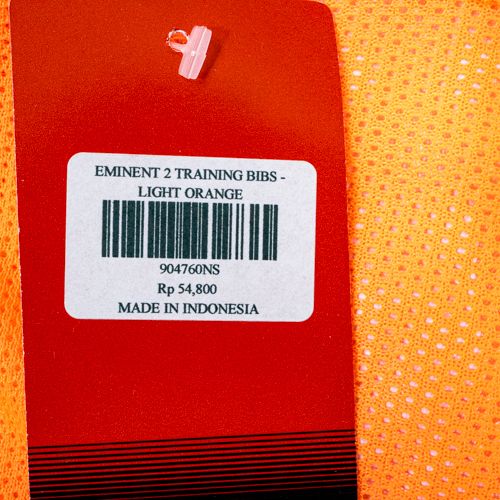 EMINENT 2 TRAINING BIBS -
LIGHT ORANGE
904760NS
Rp 54,800
MADE IN INDONESIA